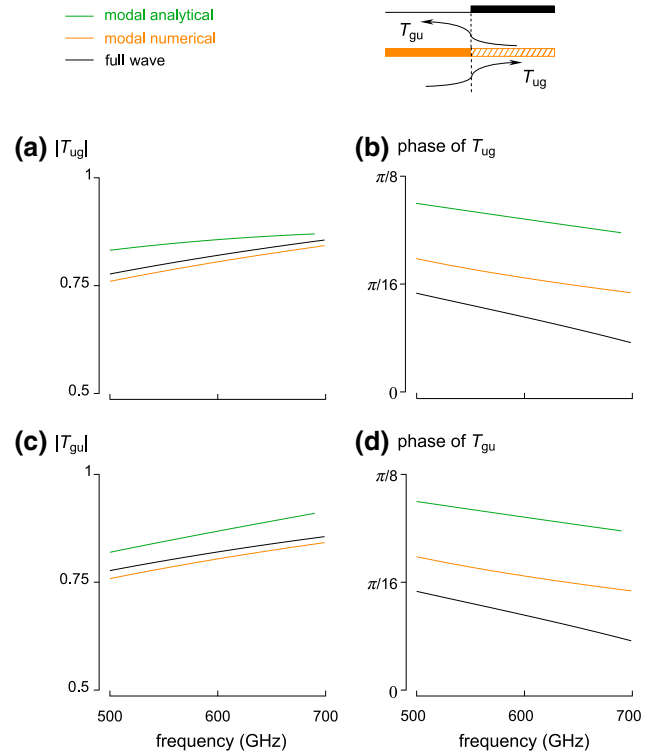 modal analytical
modal numerical
full wave
T_gu
T_ug
(a) |T_ug|
1
0.75
0.5
(b) phase of T_ug
π/8
π/16
0
(c) |T_gu|
1
0.75
0.5
500 600 700
frequency (GHz)
(d) phase of T_gu
π/8
π/16
0
500 600 700
frequency (GHz)